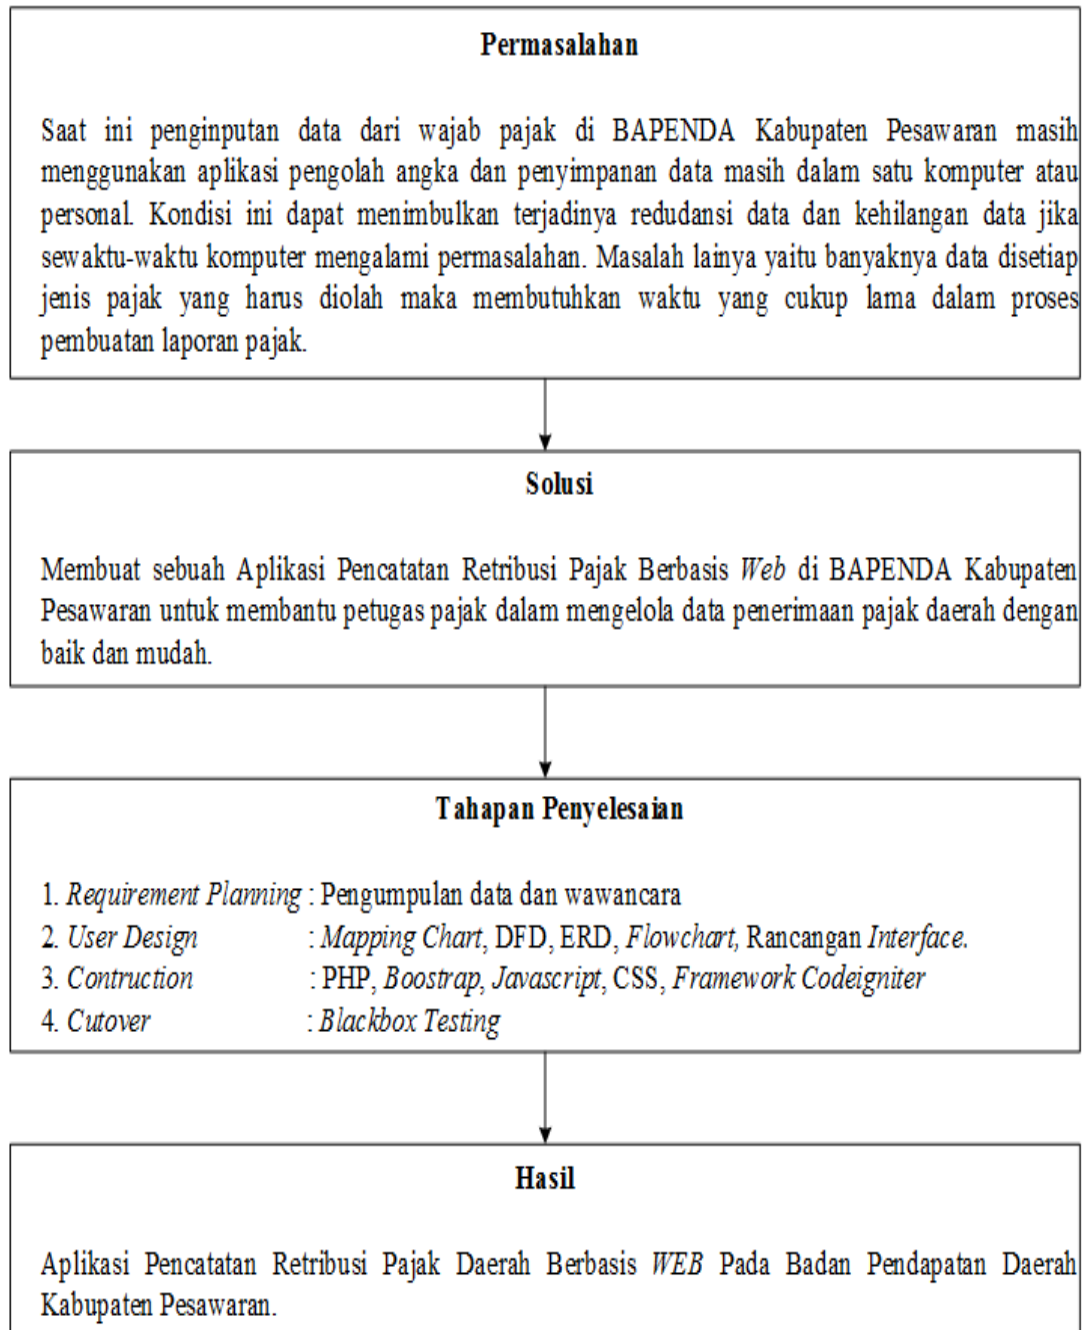 Permasalahan
Saat ini penginputan data dari wajab pajak di BAPENDA Kabupaten Pesawaran masih
menggunakan aplikasi pengolah angka dan penyimpanan data masih dalam satu komputer atau
personal. Kondisi ini dapat menimbulkan terjadinya redudansi data dan kehilangan data jika
sewaktu-waktu komputer mengalami permasalahan. Masalah lainya yaitu banyaknya data disetiap
jenis pajak yang harus diolah maka membutuhkan waktu yang cukup lama dalam proses
pembuatan laporan pajak.
Solusi
Membuat sebuah Aplikasi Pencatatan Retribusi Pajak Berbasis Web di BAPENDA Kabupaten
Pesawaran untuk membantu petugas pajak dalam mengelola data penerimaan pajak daerah dengan
baik dan mudah.
Tahapan Penyelesaian
1. Requirement Planning : Pengumpulan data dan wawancara
2. User Design : Mapping Chart, DFD, ERD, Flowchart, Rancangan Interface.
3. Contruction : PHP, Boostrap, Javascript, CSS, Framework Codeigniter
4. Cutover : Blackbox Testing
Hasil
Aplikasi Pencatatan Retribusi Pajak Daerah Berbasis WEB Pada Badan Pendapatan Daerah
Kabupaten Pesawaran.